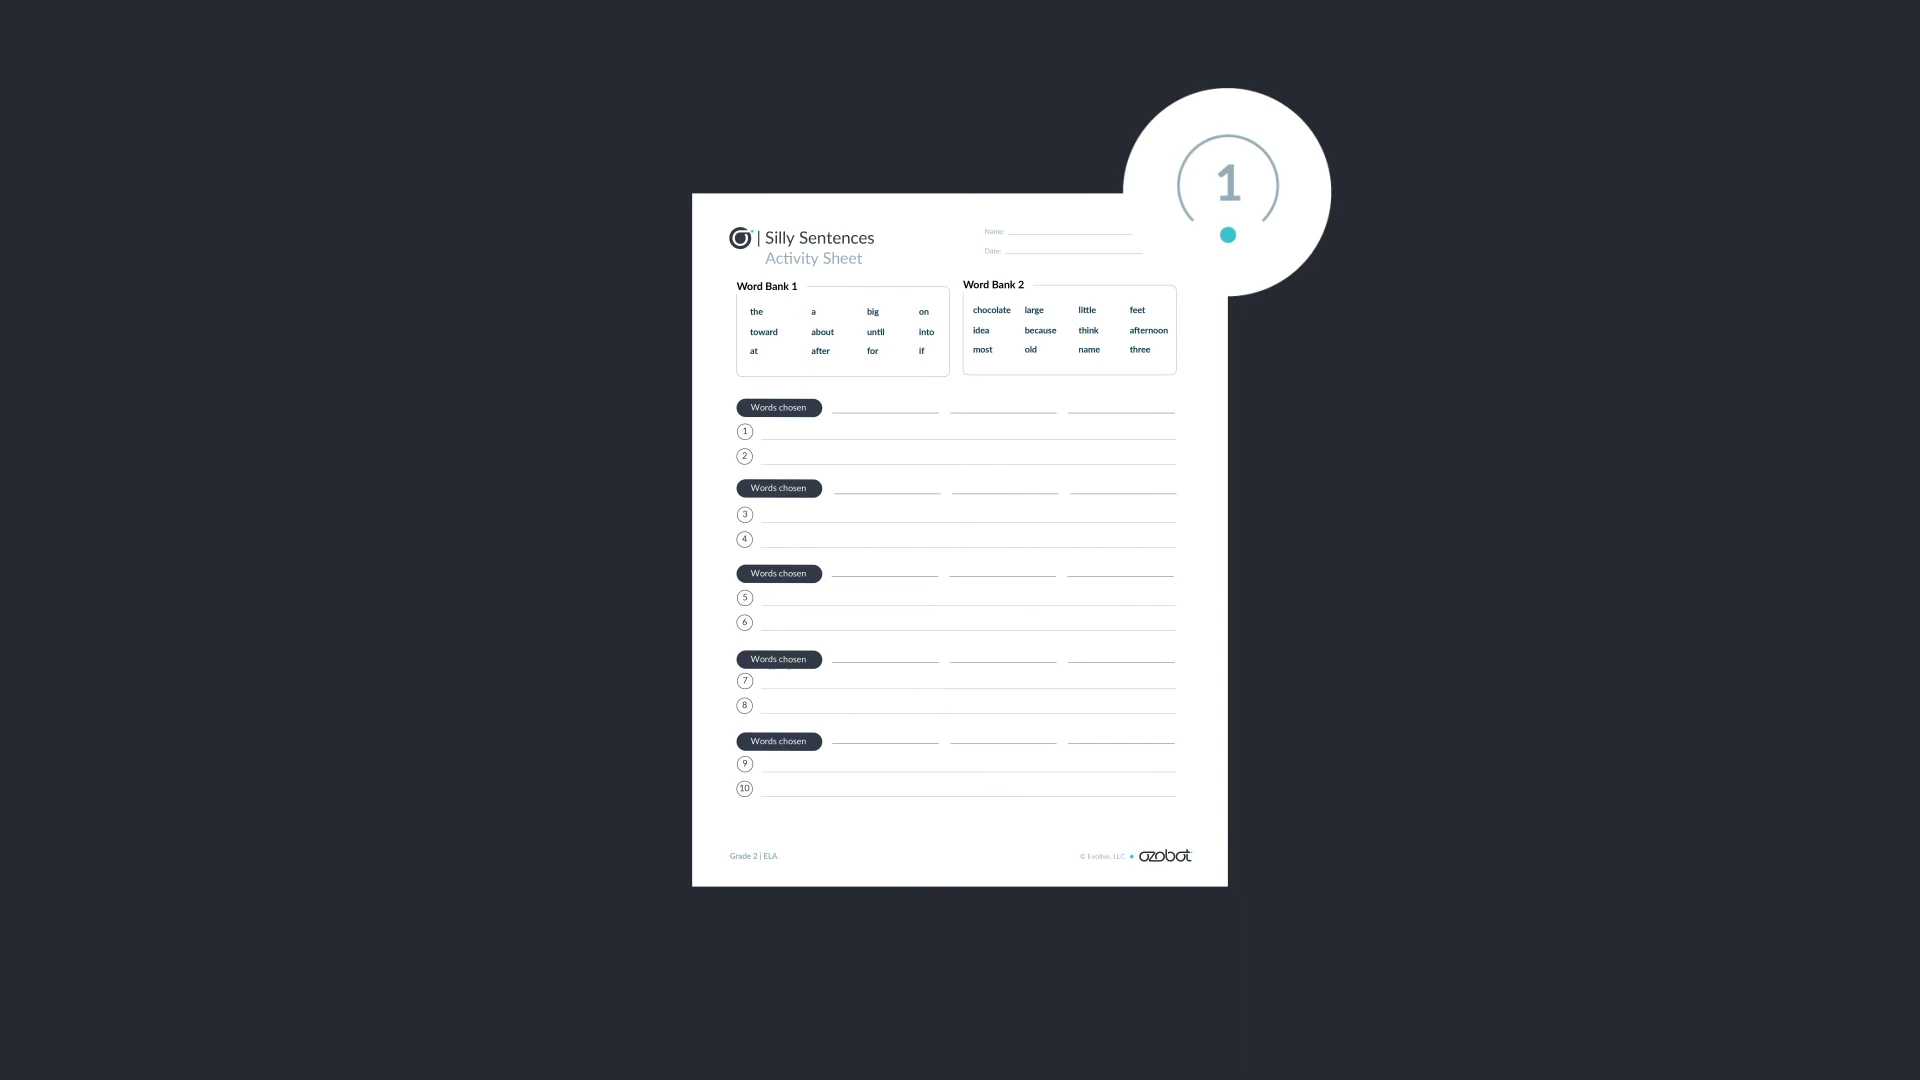 1
| Silly Sentences
Activity Sheet
Name:
Date:
Word Bank 1
the a big on
toward about until into
at after for if
Word Bank 2
chocolate large little feet
idea because think afternoon
most old name three
Words chosen
1
2
Words chosen
3
4
Words chosen
5
6
Words chosen
7
8
Words chosen
9
10
Grade 2 | ELA
© Evollve, LLC • ozobot